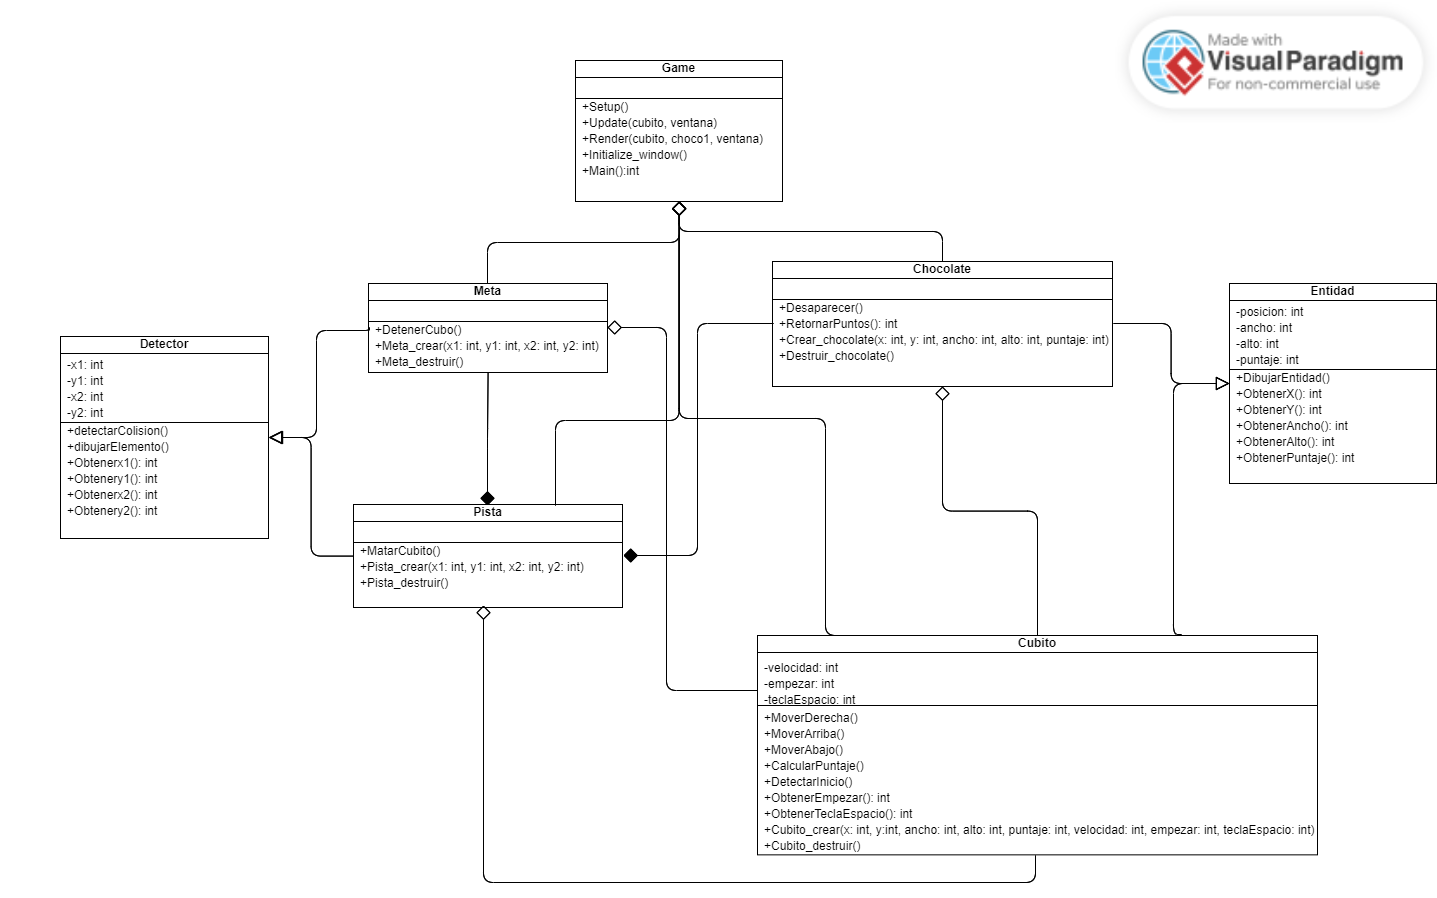 Made with
Visual Paradigm
For non-commercial use
Game
+Setup()
+Update(cubito, ventana)
+Render(cubito, choco1, ventana)
+Initialize_window()
+Main():int
Meta
+DetenerCubo()
+Meta_crear(x1: int, y1: int, x2: int, y2: int)
+Meta_destruir()
Chocolate
+Desaparecer()
+RetornarPuntos(): int
+Crear_chocolate(x: int, y: int, ancho: int, alto: int, puntaje: int)
+Destruir_chocolate()
Entidad
-posicion: int
-ancho: int
-alto: int
-puntaje: int
+DibujarEntidad()
+ObtenerX(): int
+ObtenerY(): int
+ObtenerAncho(): int
+ObtenerAlto(): int
+ObtenerPuntaje(): int
Detector
-x1: int
-y1: int
-x2: int
-y2: int
+detectarColision()
+dibujarElemento()
+Obtenerx1(): int
+Obtenery1(): int
+Obtenerx2(): int
+Obtenery2(): int
Pista
+MatarCubito()
+Pista_crear(x1: int, y1: int, x2: int, y2: int)
+Pista_destruir()
Cubito
-velocidad: int
-empezar: int
-teclaEspacio: int
+MoverDerecha()
+MoverArriba()
+MoverAbajo()
+CalcularPuntaje()
+DetectarInicio()
+ObtenerEmpezar(): int
+ObtenerTeclaEspacio(): int
+Cubito_crear(x: int, y:int, ancho: int, alto: int, puntaje: int, velocidad: int, empezar: int, teclaEspacio: int)
+Cubito_destruir()